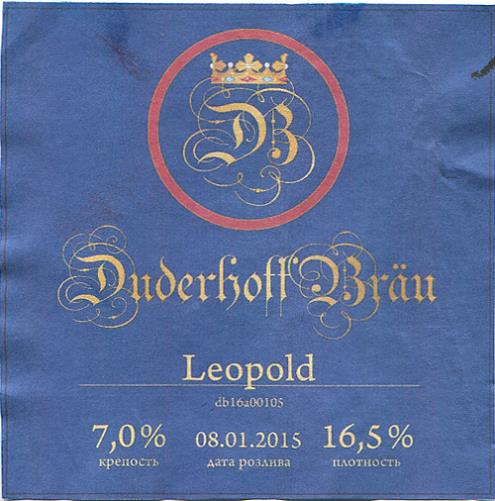 DB
Duderhoff Bräu
Leopold
db16a00105
7,0% 08.01.2015 16,5%
крепость дата розлива плотность